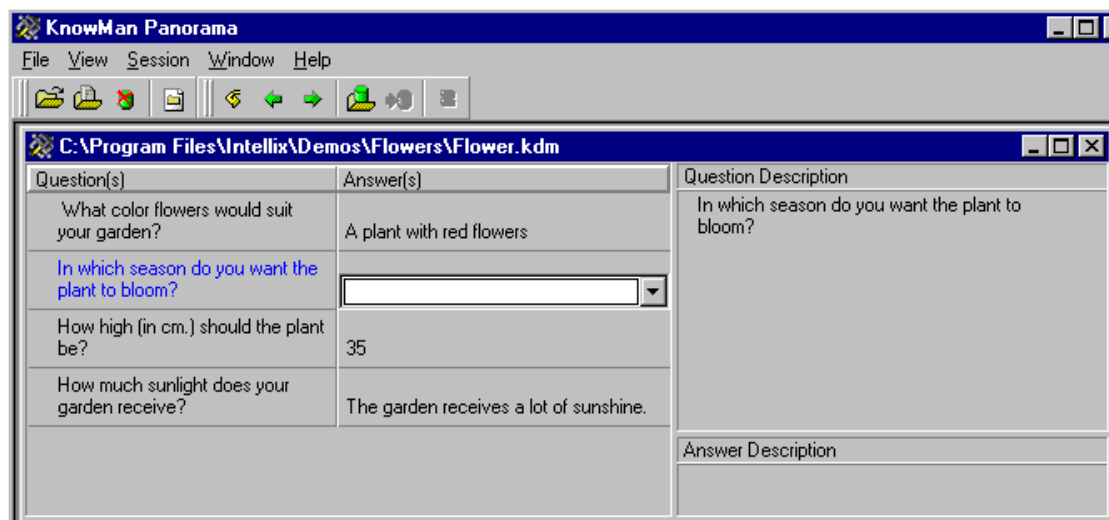 KnowMan Panorama
File View Session Window Help
C:\Program Files\Intellix\Demos\Flowers\Flower.kdm
Question(s)
Answer(s)
What color flowers would suit
your garden?
A plant with red flowers
In which season do you want the
plant to bloom?
How high (in cm.) should the plant
be?
35
How much sunlight does your
garden receive?
The garden receives a lot of sunshine.
Question Description
In which season do you want the plant to
bloom?
Answer Description